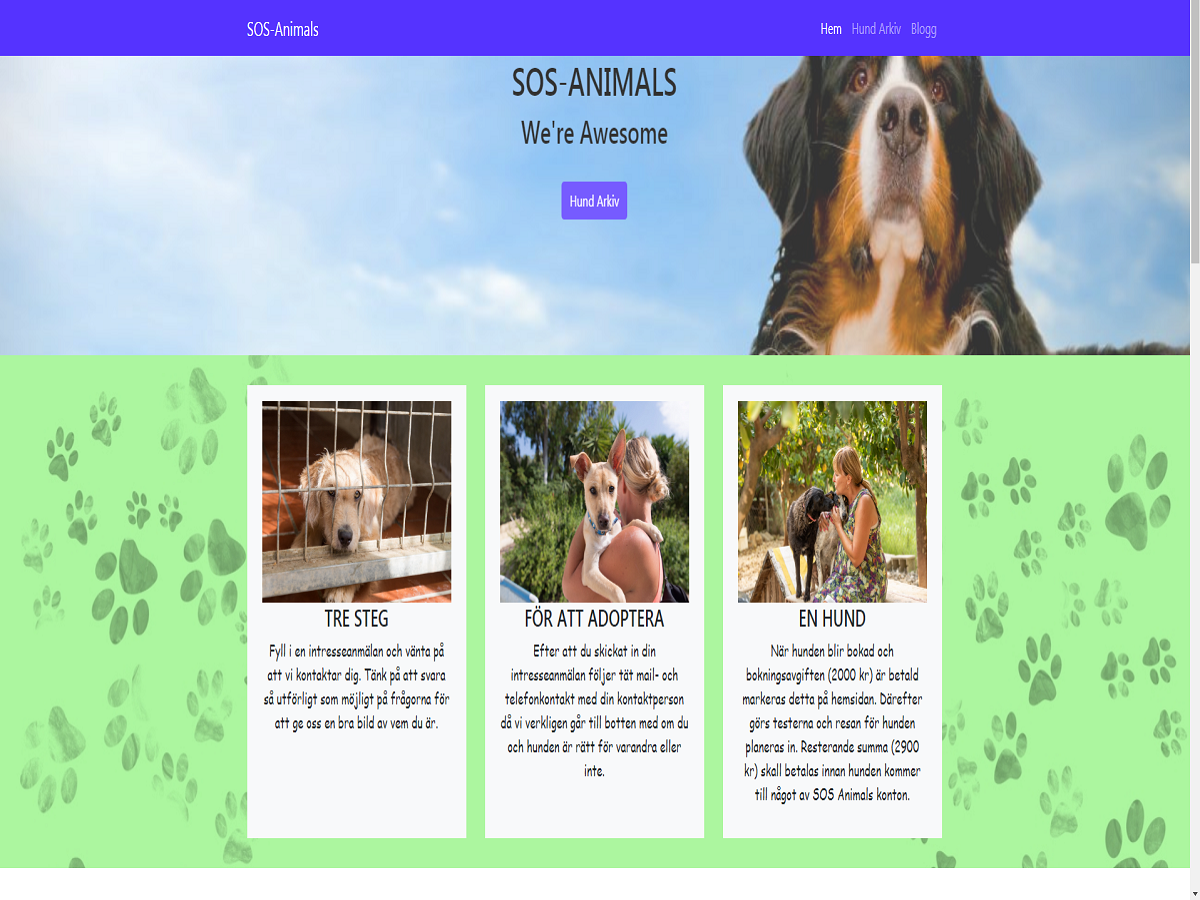 SOS-Animals
Hem Hund Arkiv Blogg
SOS-ANIMALS
We're Awesome
Hund Arkiv
TRE STEG
Fyll i en intresseanmälan och vänta på
att vi kontaktar dig. Tänk på att svara
så utförligt som möjligt på frågorna för
att ge oss en bra bild av vem du är.
FÖR ATT ADOPTERA
Efter att du skickat in din
intresseanmälan följer tät mail- och
telefonkontakt med din kontaktperson
då vi verkligen går till botten med om du
och hunden är rätt för varandra eller
inte.
EN HUND
När hunden blir bokad och
bokningsavgiften (2000 kr) är betald
markeras detta på hemsidan. Därefter
görs testerna och resan för hunden
planeras in. Resterande summa (2900
kr) skall betalas innan hunden kommer
till något av SOS Animals konton.